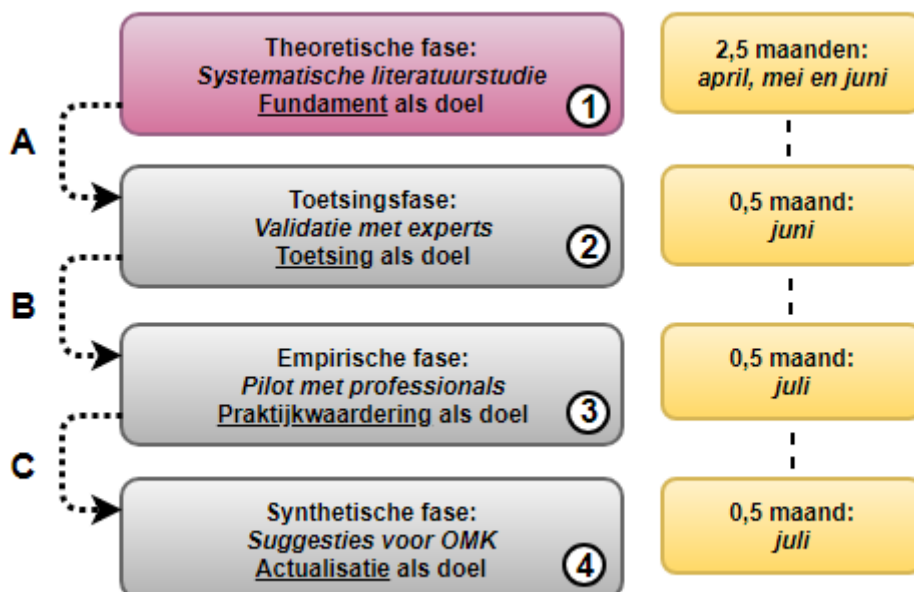 Theoretische fase:
Systematische literatuurstudie
Fundament als doel
1
2,5 maanden:
april, mei en juni
A
Toetsingsfase:
Validatie met experts
Toetsing als doel
2
0,5 maand:
juni
B
Empirische fase:
Pilot met professionals
Praktijkwaardering als doel
3
0,5 maand:
juli
C
Synthetische fase:
Suggesties voor OMK
Actualisatie als doel
4
0,5 maand:
juli